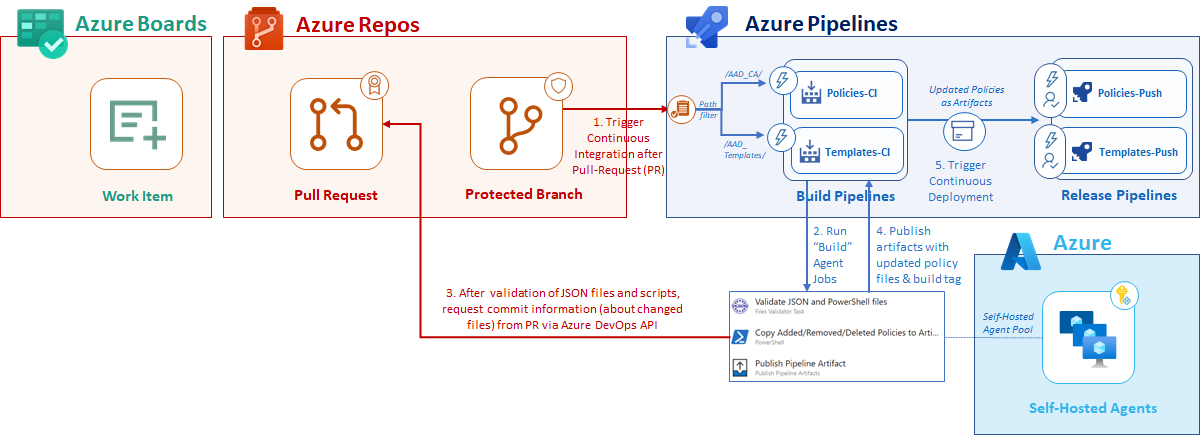 Azure Boards
Work Item
Azure Repos
Pull Request
Protected Branch
1. Trigger
Continuous
Integration after
Pull-Request (PR)
Azure Pipelines
Path
filter
/AAD_CA/
/AAD_
Templates/
Policies-CI
Templates-CI
Build Pipelines
Updated Policies
as Artifacts
5. Trigger
Continuous
Deployment
Policies-Push
Templates-Push
Release Pipelines
2. Run
“Build”
Agent
Jobs
4. Publish
artifacts with
updated policy
files & build tag
3. After validation of JSON files and scripts,
request commit information (about changed
files) from PR via Azure DevOps API
Validate JSON and PowerShell files
Files Validator Task
Copy Added/Removed/Deleted Policies to Arti...
PowerShell
Publish Pipeline Artifact
Publish Pipeline Artifacts
Self-Hosted
Agent Pool
Azure
Self-Hosted Agents